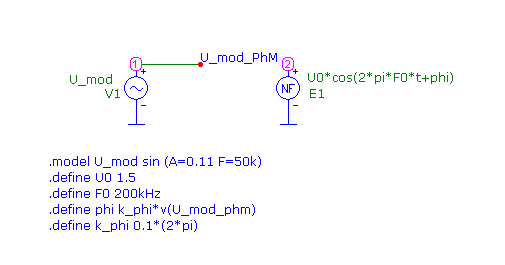 1
U_mod_PhM
2
U_mod
+
+
U0*cos(2*pi*F0*t+phi)
V1
NF
E1
-
-
.model U_mod sin (A=0.11 F=50k)
.define U0 1.5
.define F0 200kHz
.define phi k_phi*v(U_mod_phm)
.define k_phi 0.1*(2*pi)